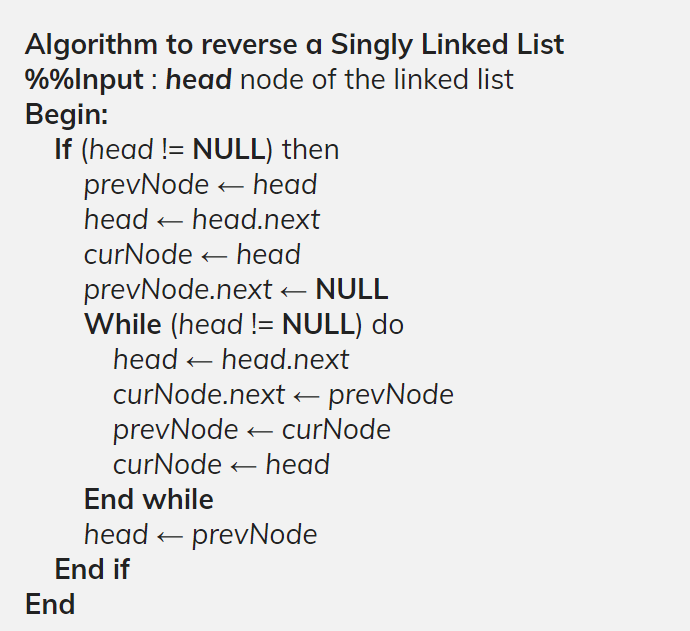 Algorithm to reverse a Singly Linked List
%%Input : head node of the linked list
Begin:
If (head != NULL) then
prevNode ← head
head ← head.next
curNode ← head
prevNode.next ← NULL
While (head != NULL) do
head ← head.next
curNode.next ← prevNode
prevNode ← curNode
curNode ← head
End while
head ← prevNode
End if
End